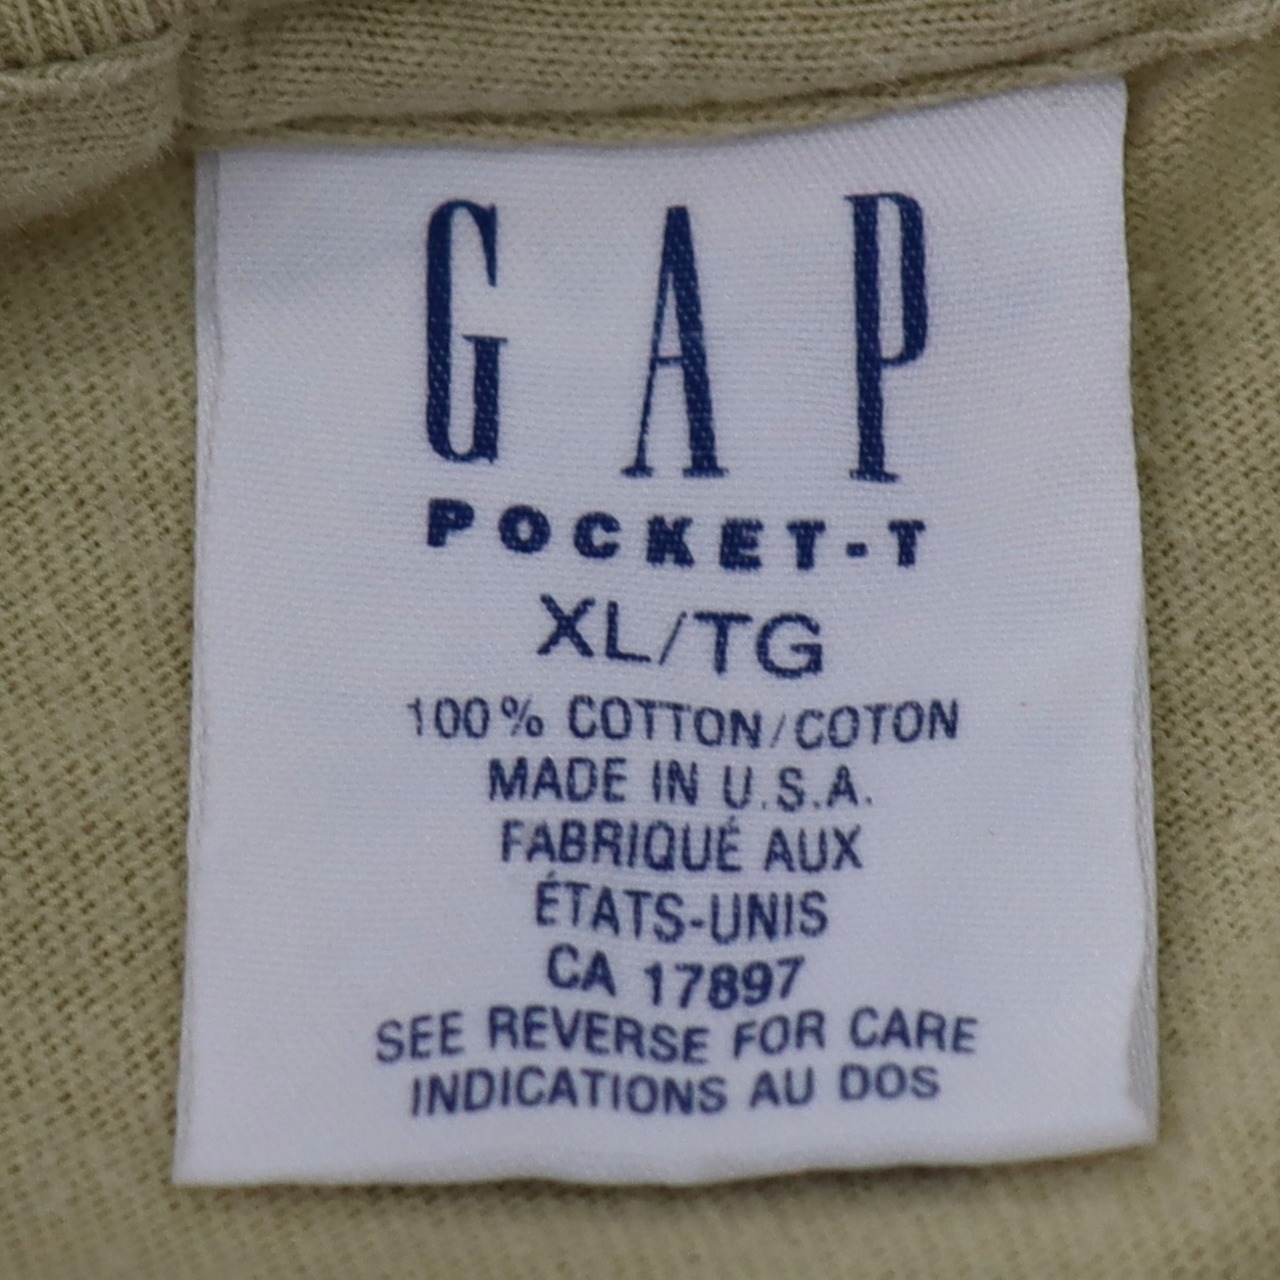 GAP
POCKET-T
XL/TG
100% COTTON/COTON
MADE IN U.S.A.
FABRIQUÉ AUX
ÉTATS-UNIS
CA 17897
SEE REVERSE FOR CARE
INDICATIONS AU DOS